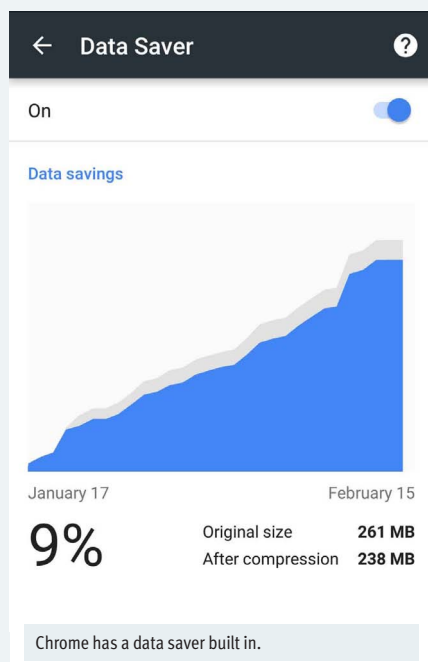 Data Saver
On
Data savings
January 17 February 15
9%
Original size 261 MB
After compression 238 MB
Chrome has a data saver built in.